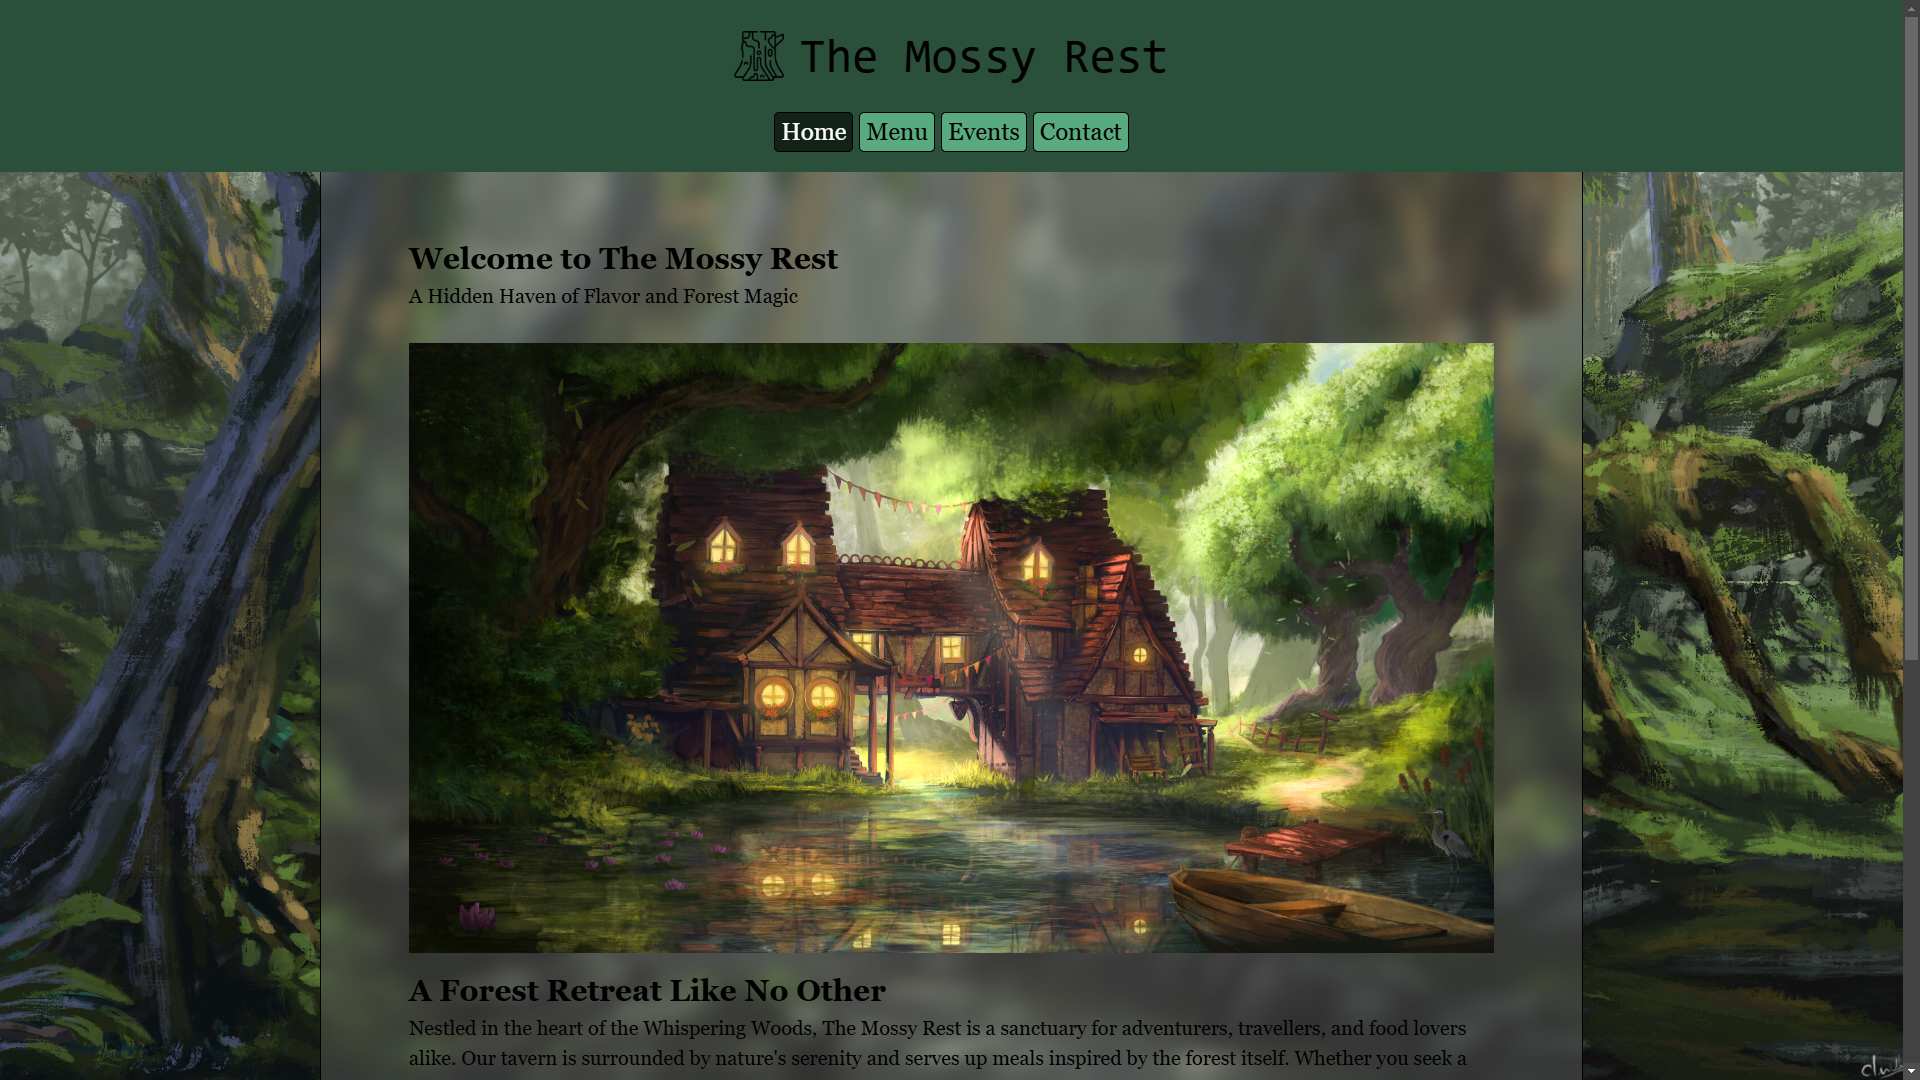 The Mossy Rest
Home Menu Events Contact
Welcome to The Mossy Rest
A Hidden Haven of Flavor and Forest Magic
A Forest Retreat Like No Other
Nestled in the heart of the Whispering Woods, The Mossy Rest is a sanctuary for adventurers, travellers, and food lovers
alike. Our tavern is surrounded by nature's serenity and serves up meals inspired by the forest itself. Whether you seek a